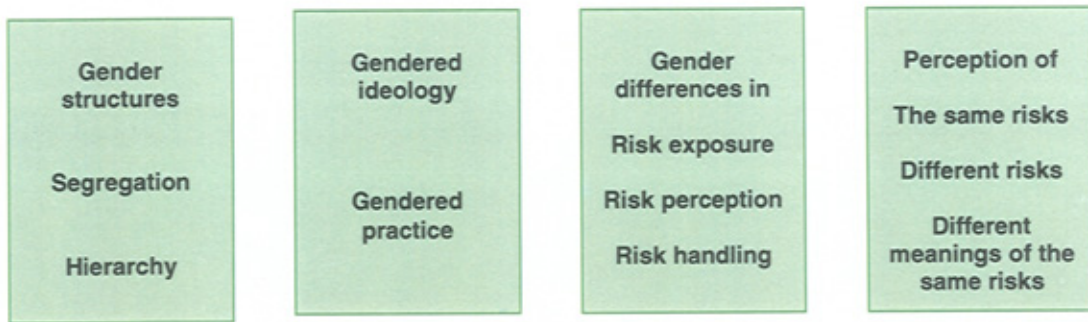 Gender
structures
Segregation
Hierarchy
Gendered
ideology
Gendered
practice
Gender
differences in
Risk exposure
Risk perception
Risk handling
Perception of
The same risks
Different risks
Different
meanings of the
same risks